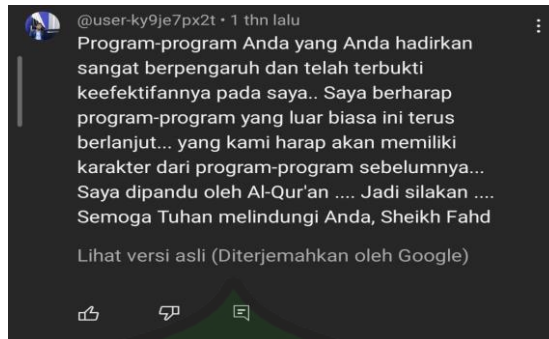 @user-ky9je7px2t • 1 thn lalu
Program-program Anda yang Anda hadirkan
sangat berpengaruh dan telah terbukti
keefektifannya pada saya.. Saya berharap
program-program yang luar biasa ini terus
berlanjut... yang kami harap akan memiliki
karakter dari program-program sebelumnya...
Saya dipandu oleh Al-Qur'an .... Jadi silakan ....
Semoga Tuhan melindungi Anda, Sheikh Fahd
Lihat versi asli (Diterjemahkan oleh Google)